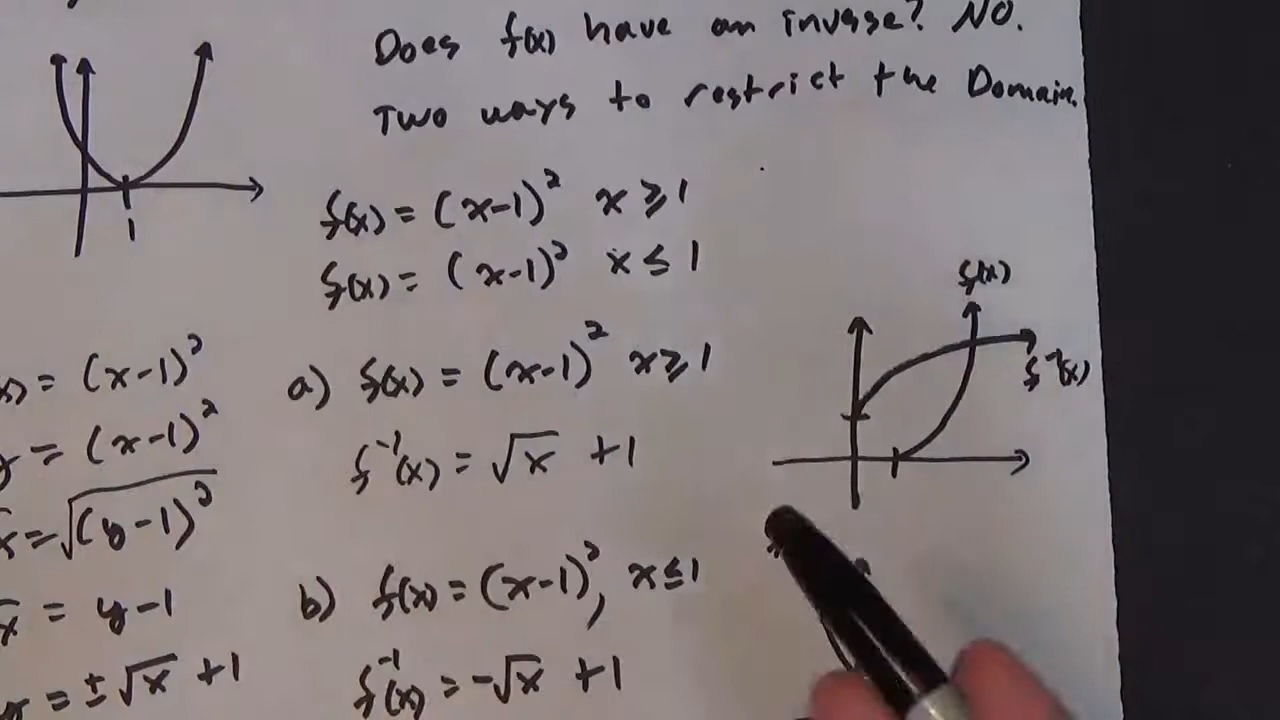 Does f(x) have an inverse? NO.
Two ways to restrict the Domain.
1
f(x) = (x-1)² x ≥ 1
f(x) = (x-1)² x ≤ 1
f(x)
f⁻¹(x)
x) = (x-1)²
y = (x-1)²
x = √(y-1)²
x = y-1
y = ±√x +1
a) f(x) = (x-1)² x ≥ 1
f⁻¹(x) = √x +1
b) f(x) = (x-1)², x ≤ 1
f⁻¹(x) = -√x +1